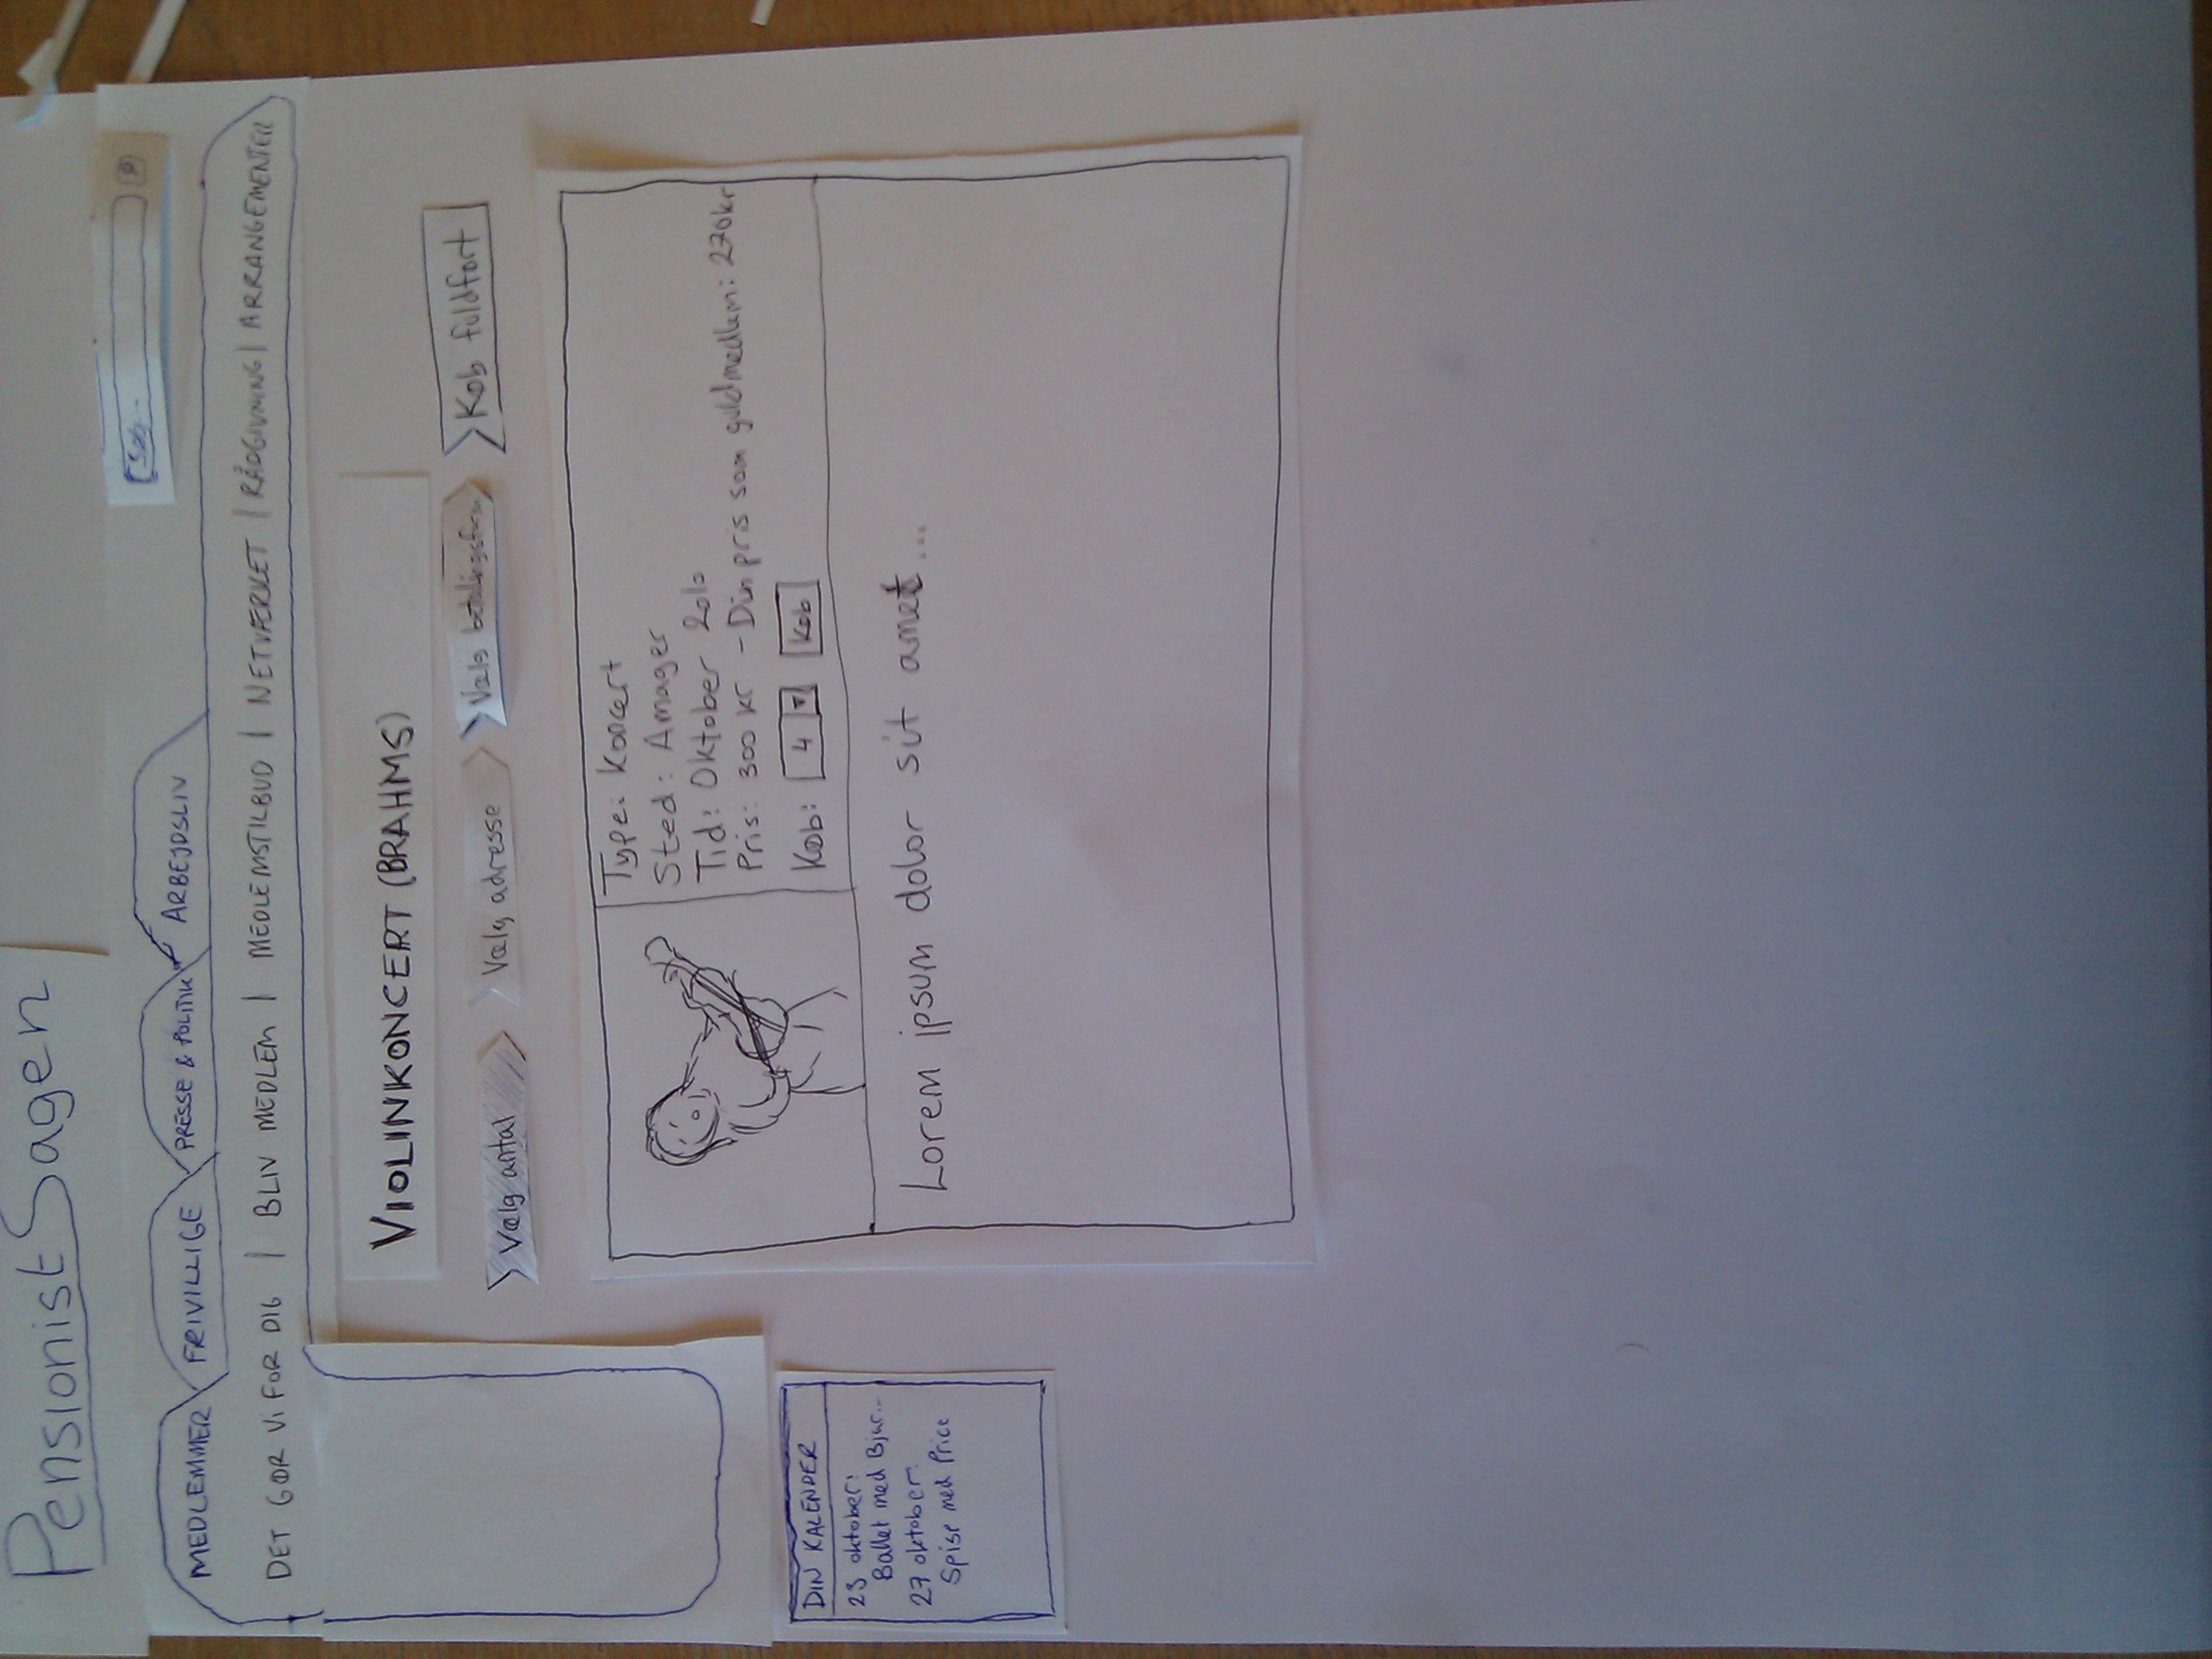 PensionistSagen
Søg...
MEDLEMMER
FRIVILLIGE
PRESSE & POLITIK
ARBEJDSLIV
DET GØR VI FOR DIG | BLIV MEDLEM | MEDLEMSTILBUD | NETVÆRKET | RÅDGIVNING | ARRANGEMENTER
VIOLINKONCERT (BRAHMS)
Vælg antal
Vælg adresse
Vælg betalingsform
Køb fuldført
Type: Koncert
Sted: Amager
Tid: Oktober 2010
Pris: 300 kr - Din pris som guldmedlem: 270kr
Køb: 4 Køb
Lorem ipsum dolor sit amet...
DIN KALENDER
23 oktober:
Ballet med Bjur...
27 oktober:
Spise med Price